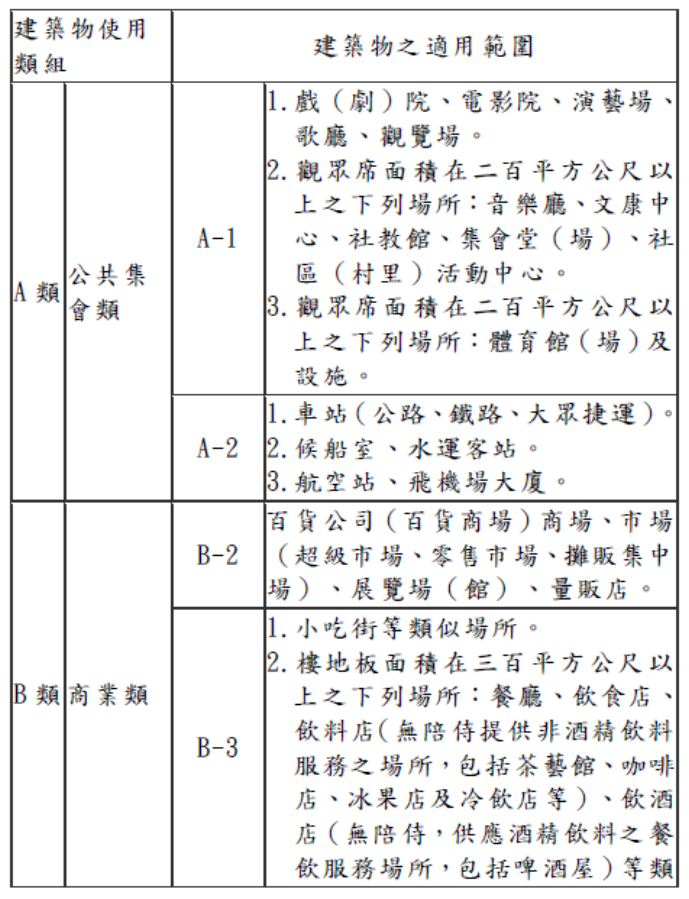 建築物使用
類組
建築物之適用範圍
A 類
公共集
會類
A-1
1.戲（劇）院、電影院、演藝場、
歌廳、觀覽場。
2.觀眾席面積在二百平方公尺以
上之下列場所：音樂廳、文康中
心、社教館、集會堂（場）、社
區（村里）活動中心。
3.觀眾席面積在二百平方公尺以
上之下列場所：體育館（場）及
設施。
A-2
1.車站（公路、鐵路、大眾捷運）。
2.候船室、水運客站。
3.航空站、飛機場大廈。
B 類
商業類
B-2
百貨公司（百貨商場）商場、市場
（超級市場、零售市場、攤販集中
場）、展覽場（館）、量販店。
B-3
1.小吃街等類似場所。
2.樓地板面積在三百平方公尺以
上之下列場所：餐廳、飲食店、
飲料店（無陪侍提供非酒精飲料
服務之場所，包括茶藝館、咖啡
店、冰果店及冷飲店等）、飲酒
店（無陪侍，供應酒精飲料之餐
飲服務場所，包括啤酒屋）等類